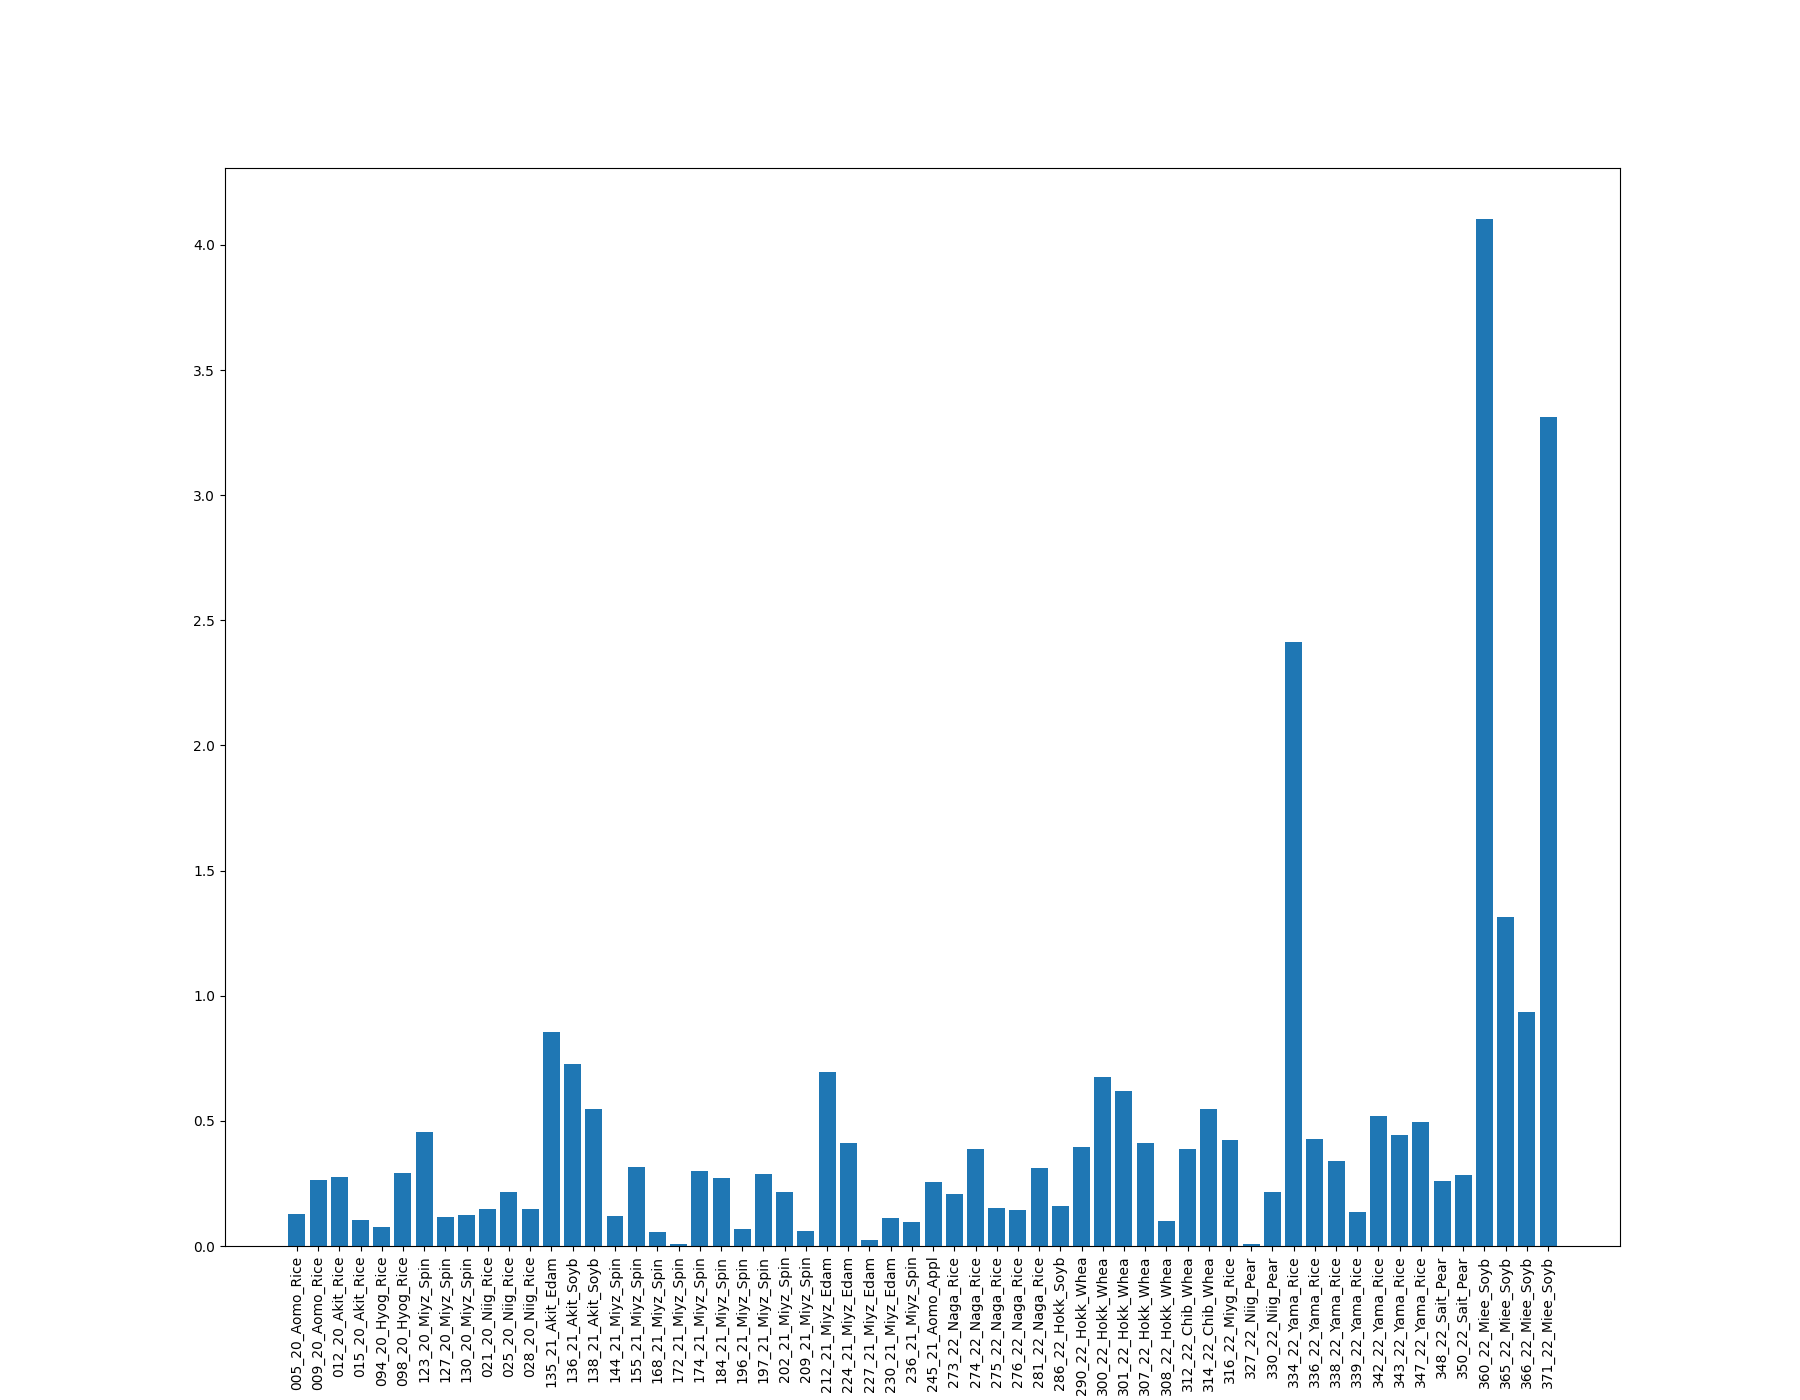 4.0
3.5
3.0
2.5
2.0
1.5
1.0
0.5
0.0
005_20_Aomo_Rice
009_20_Aomo_Rice
012_20_Akit_Rice
015_20_Akit_Rice
094_20_Hyog_Rice
098_20_Hyog_Rice
123_20_Miyz_Spin
127_20_Miyz_Spin
130_20_Miyz_Spin
021_20_Niig_Rice
025_20_Niig_Rice
028_20_Niig_Rice
135_21_Akit_Edam
136_21_Akit_Soyb
138_21_Akit_Soyb
144_21_Miyz_Spin
155_21_Miyz_Spin
168_21_Miyz_Spin
172_21_Miyz_Spin
174_21_Miyz_Spin
184_21_Miyz_Spin
196_21_Miyz_Spin
197_21_Miyz_Spin
202_21_Miyz_Spin
209_21_Miyz_Spin
212_21_Miyz_Edam
224_21_Miyz_Edam
227_21_Miyz_Edam
230_21_Miyz_Edam
236_21_Miyz_Spin
245_21_Aomo_Appl
273_22_Naga_Rice
274_22_Naga_Rice
275_22_Naga_Rice
276_22_Naga_Rice
281_22_Naga_Rice
286_22_Hokk_Soyb
290_22_Hokk_Whea
300_22_Hokk_Whea
301_22_Hokk_Whea
307_22_Hokk_Whea
308_22_Hokk_Whea
312_22_Chib_Whea
314_22_Chib_Whea
316_22_Miyg_Rice
327_22_Niig_Pear
330_22_Niig_Pear
334_22_Yama_Rice
336_22_Yama_Rice
338_22_Yama_Rice
339_22_Yama_Rice
342_22_Yama_Rice
343_22_Yama_Rice
347_22_Yama_Rice
348_22_Sait_Pear
350_22_Sait_Pear
360_22_Miee_Soyb
365_22_Miee_Soyb
366_22_Miee_Soyb
371_22_Miee_Soyb